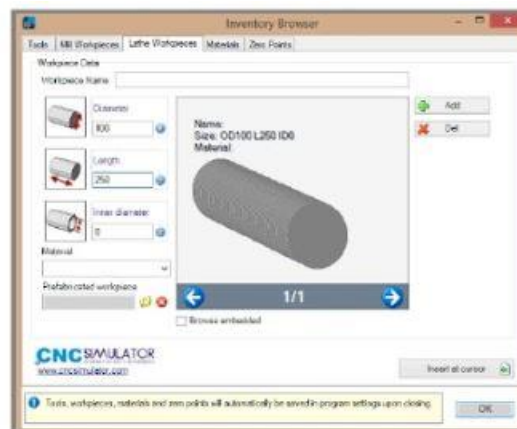 Inventory Browser
Tools Mill Workpieces Lathe Workpieces Materials Zero Points
Workpiece Data
Workpiece Name
Diameter
100
Length
250
Inner diameter
0
Material
Prefabricated workpiece
Name:
Size: OD100 L250 ID0
Material:
1/1
Browse embedded
Add
Del
CNC SIMULATOR
www.cncsimulator.com
Insert at cursor
Tools, workpieces, materials and zero points will automatically be saved in program settings upon closing.
OK